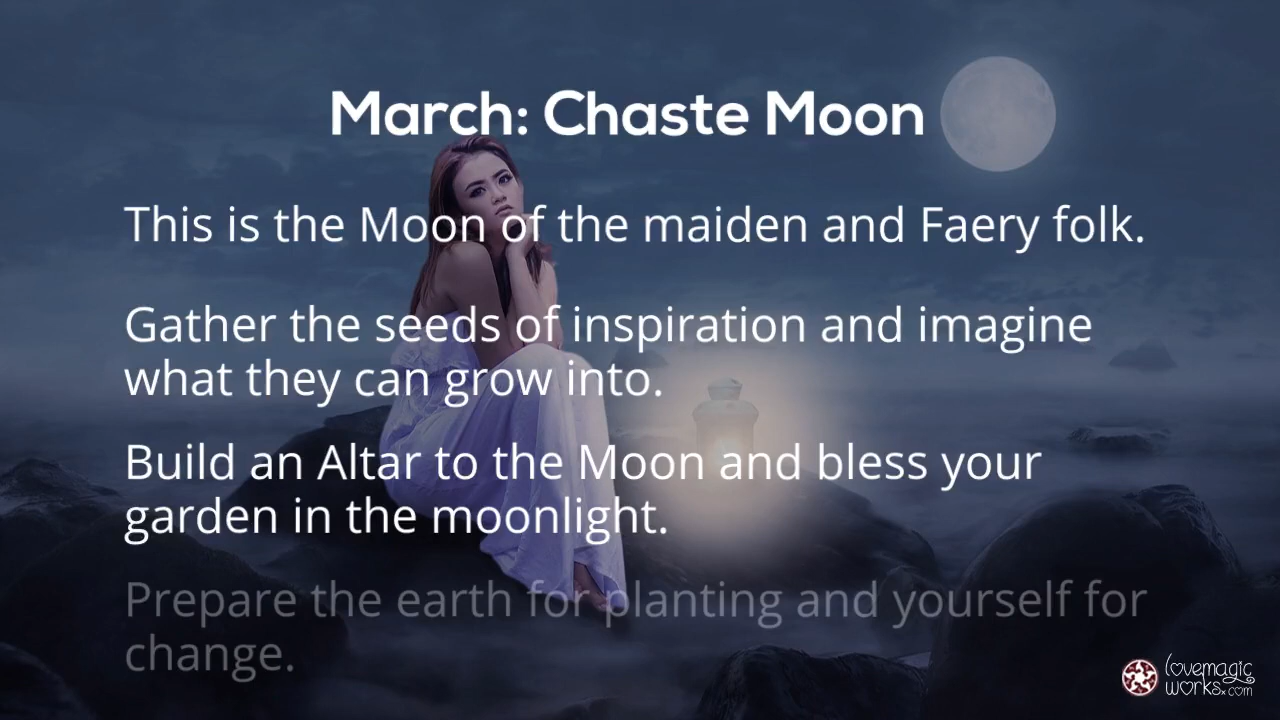 March: Chaste Moon
This is the Moon of the maiden and Faery folk.
Gather the seeds of inspiration and imagine
what they can grow into.
Build an Altar to the Moon and bless your
garden in the moonlight.
Prepare the earth for planting and yourself for
change.
lovemagic
works.com